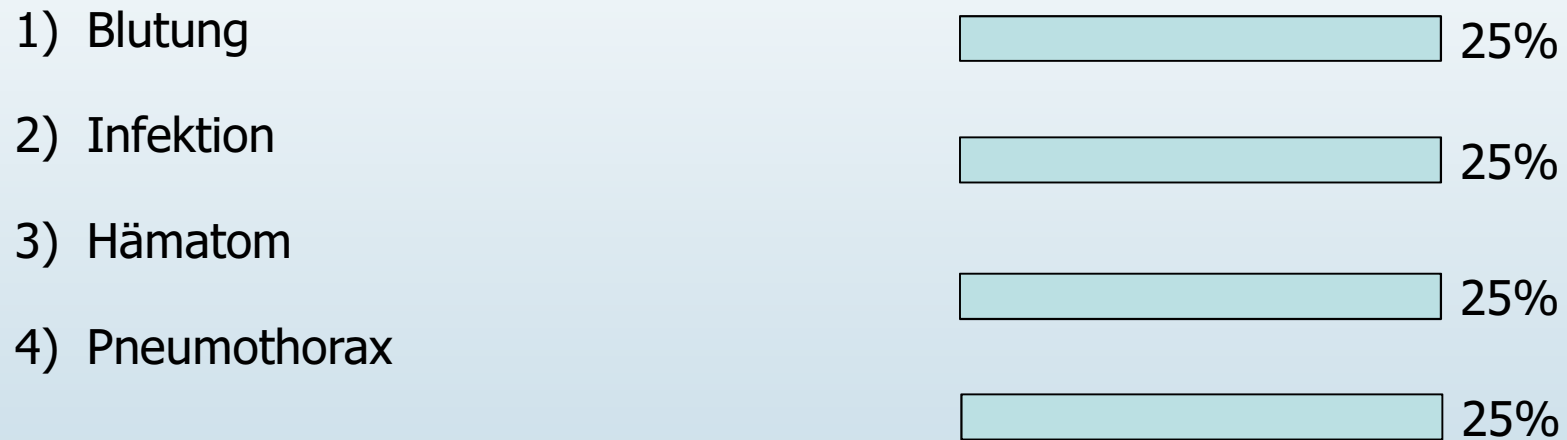 1) Blutung 25%
2) Infektion 25%
3) Hämatom 25%
4) Pneumothorax 25%